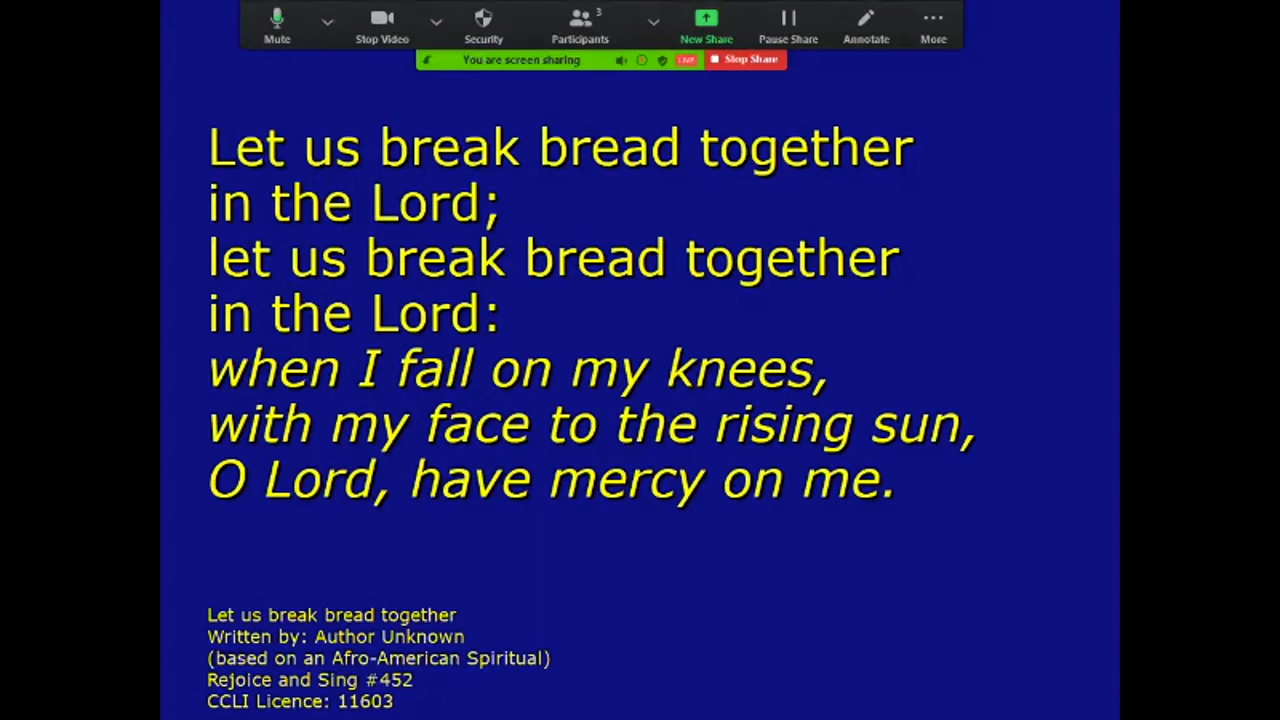 Mute Stop Video Security Participants 3 New Share Pause Share Annotate More
You are screen sharing LIVE Stop Share
Let us break bread together
in the Lord;
let us break bread together
in the Lord:
when I fall on my knees,
with my face to the rising sun,
O Lord, have mercy on me.
Let us break bread together
Written by: Author Unknown
(based on an Afro-American Spiritual)
Rejoice and Sing #452
CCLI Licence: 11603